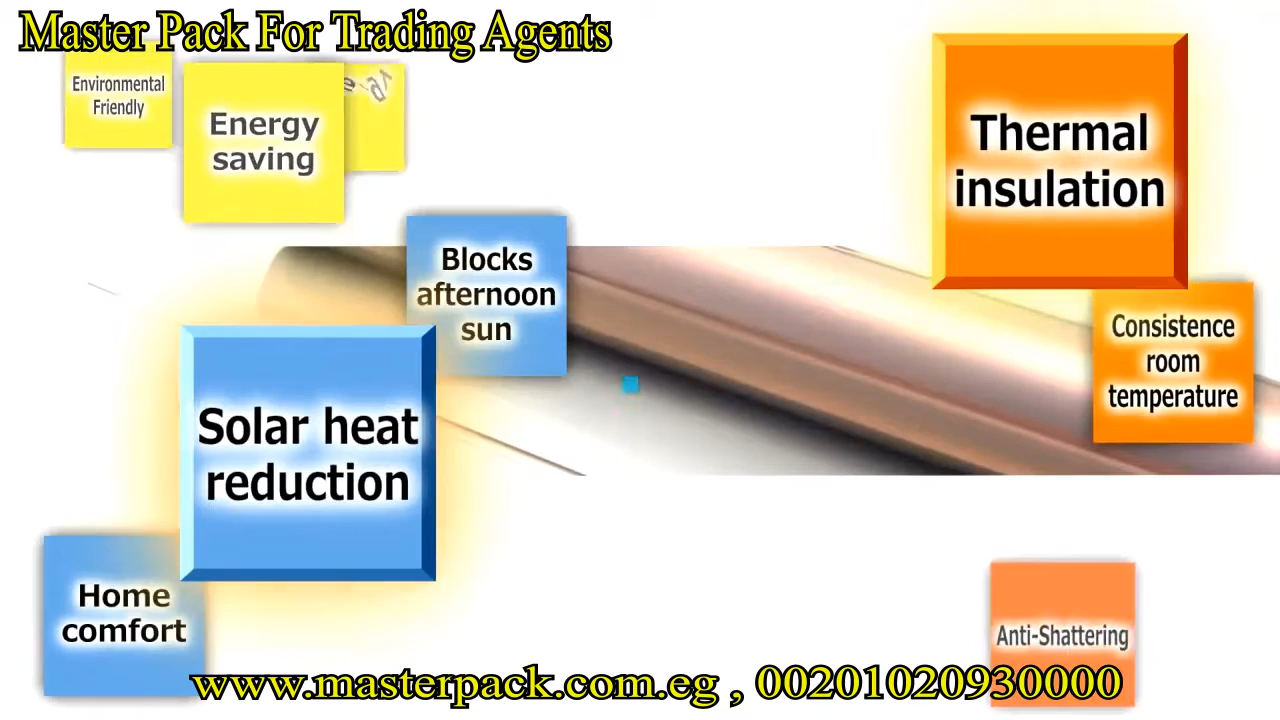 Master Pack For Trading Agents
Environmental
Friendly
Energy
saving
Thermal
insulation
Blocks
afternoon
sun
Consistence
room
temperature
Solar heat
reduction
Home
comfort
Anti-Shattering
www.masterpack.com.eg , 00201020930000